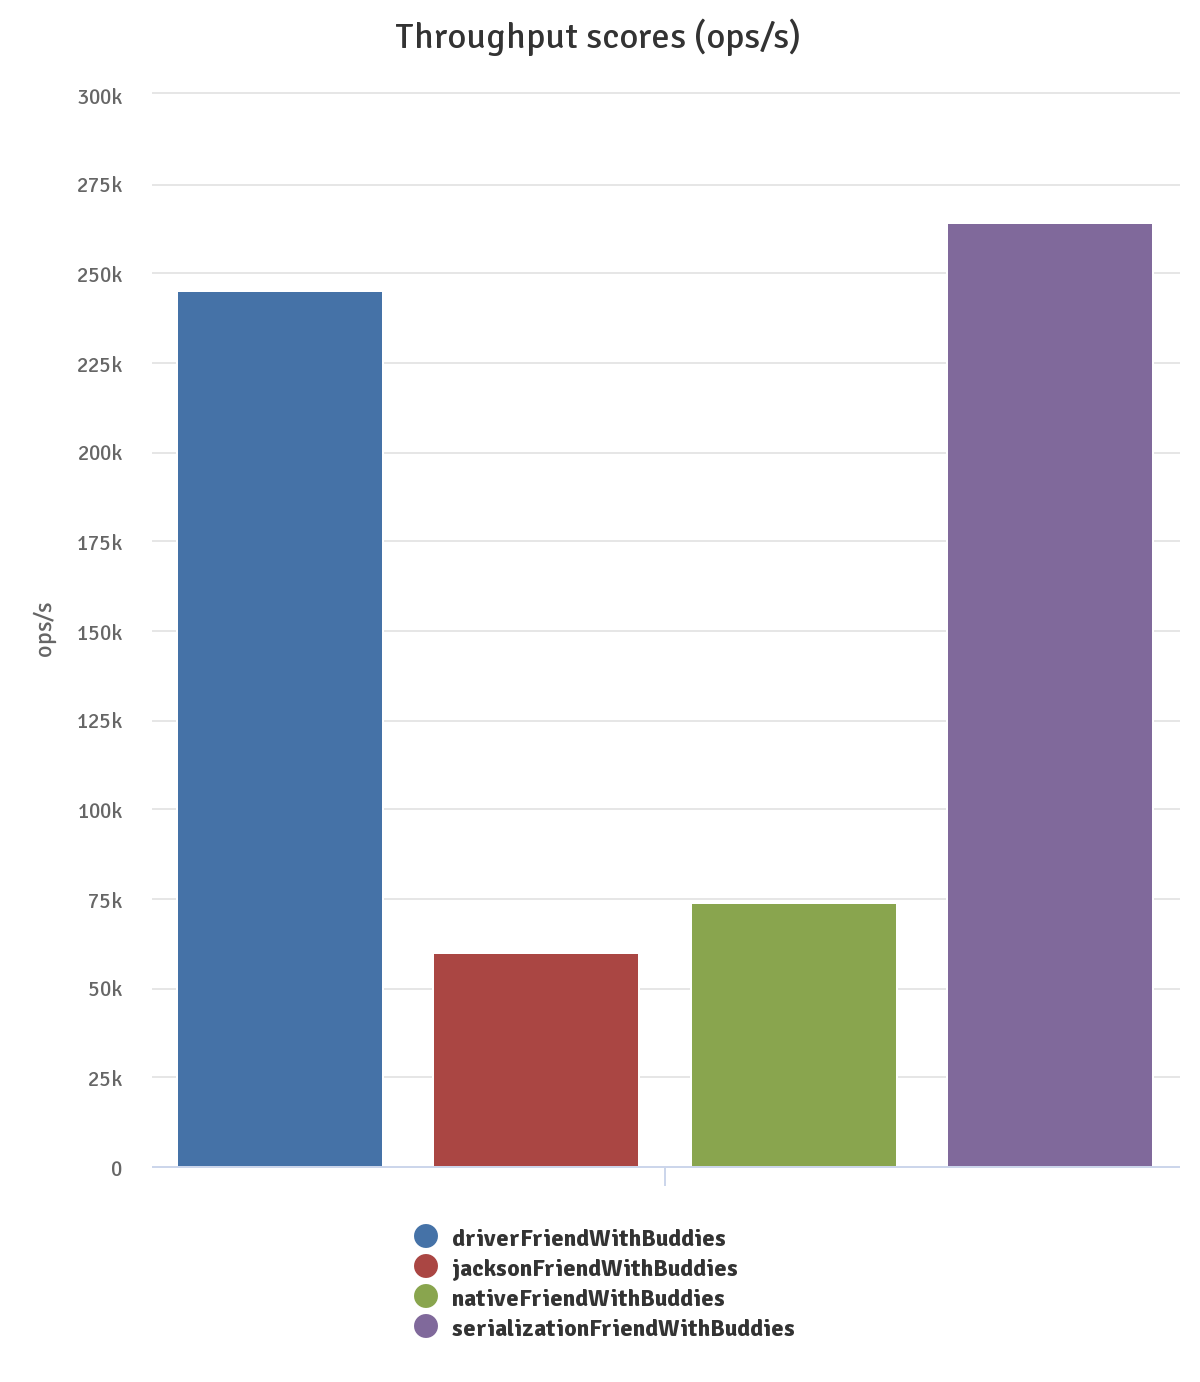 Throughput scores (ops/s)
300k
275k
250k
225k
200k
175k
150k
125k
100k
75k
50k
25k
0
ops/s
driverFriendWithBuddies
jacksonFriendWithBuddies
nativeFriendWithBuddies
serializationFriendWithBuddies